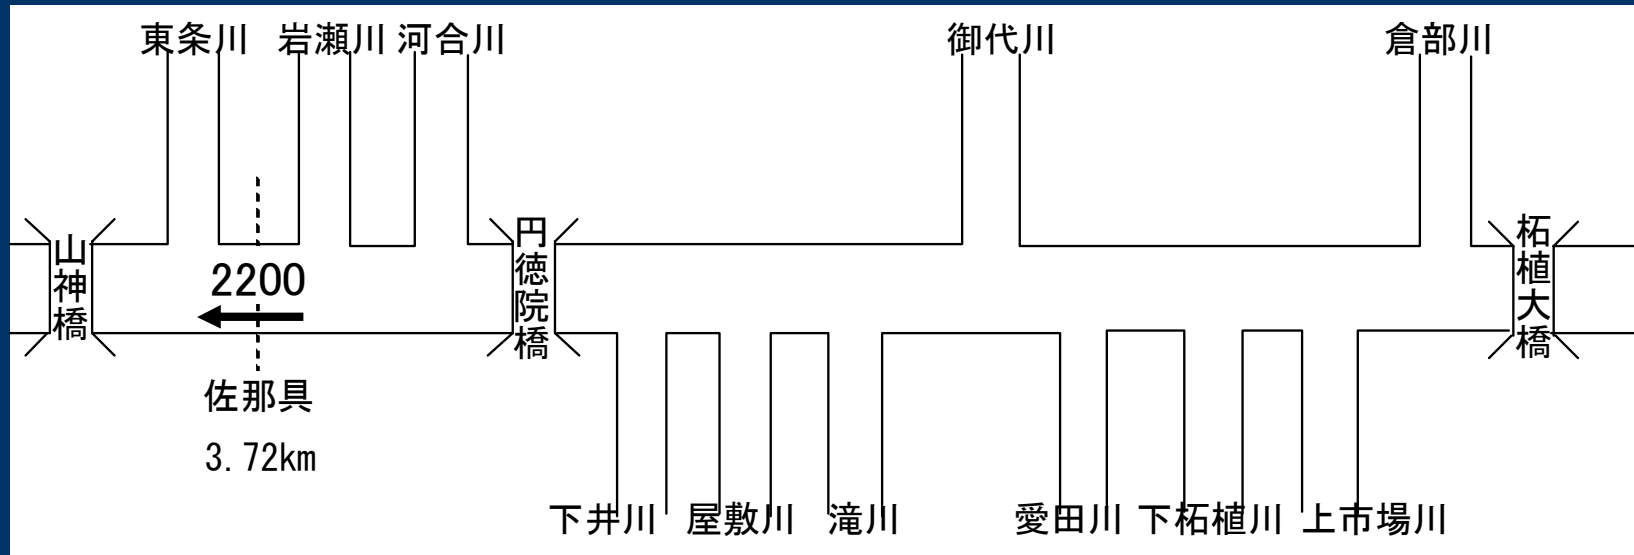 東条川
岩瀬川
河合川
御代川
倉部川
山神橋
2200
円徳院橋
柘植大橋
佐那具
3.72km
下井川
屋敷川
滝川
愛田川
下柘植川
上市場川